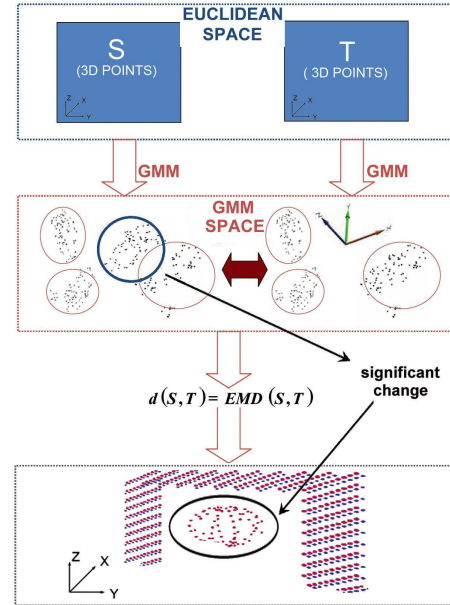 EUCLIDEAN
SPACE
S
(3D POINTS)
Z
X
Y
T
( 3D POINTS)
Z
X
Y
GMM
GMM
GMM
SPACE
significant
change
d(S,T)= EMD (S,T)
Z
X
Y